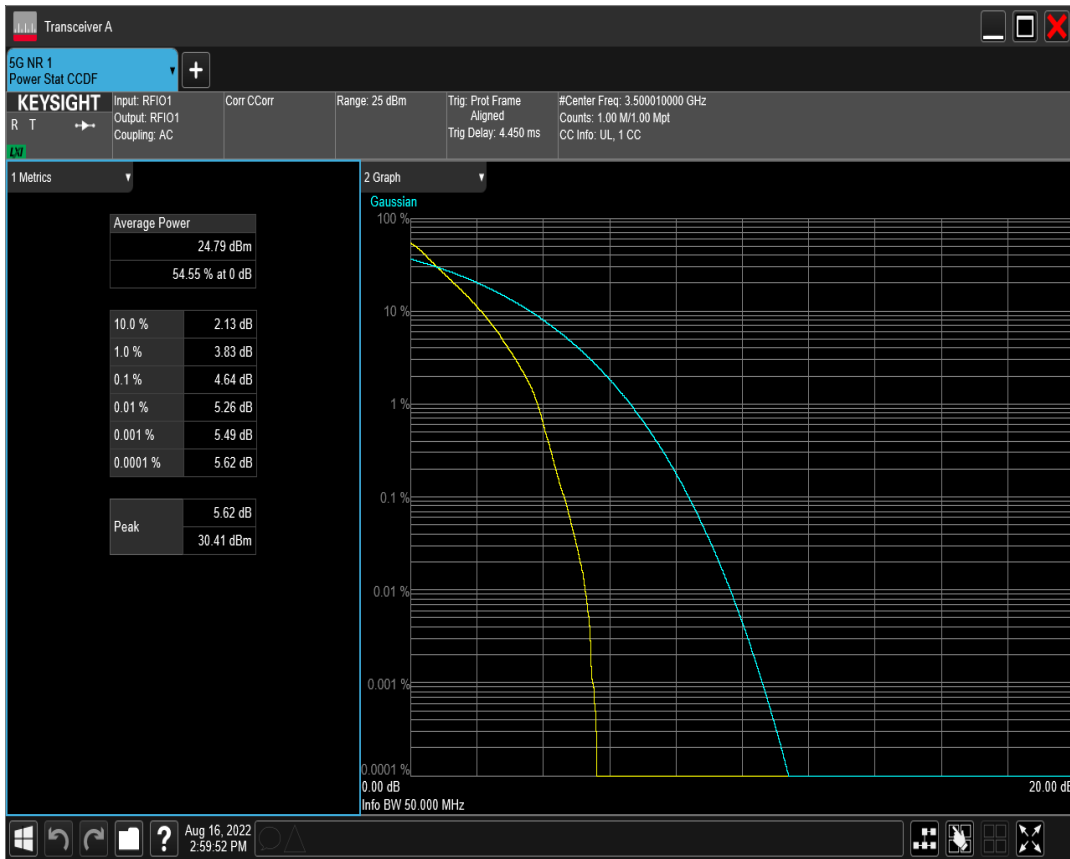 Transceiver A
5G NR 1
Power Stat CCDF
+
KEYSIGHT
R T
LXI
Input: RFIO1
Output: RFIO1
Coupling: AC
Corr CCorr
Range: 25 dBm
Trig: Prot Frame
Aligned
Trig Delay: 4.450 ms
#Center Freq: 3.500010000 GHz
Counts: 1.00 M/1.00 Mpt
CC Info: UL, 1 CC
1 Metrics
Average Power
24.79 dBm
54.55 % at 0 dB
10.0 % 2.13 dB
1.0 % 3.83 dB
0.1 % 4.64 dB
0.01 % 5.26 dB
0.001 % 5.49 dB
0.0001 % 5.62 dB
Peak 5.62 dB
30.41 dBm
2 Graph
Gaussian
100 %
10 %
1 %
0.1 %
0.01 %
0.001 %
0.0001 %
0.00 dB 20.00 dB
Info BW 50.000 MHz
?
Aug 16, 2022
2:59:52 PM